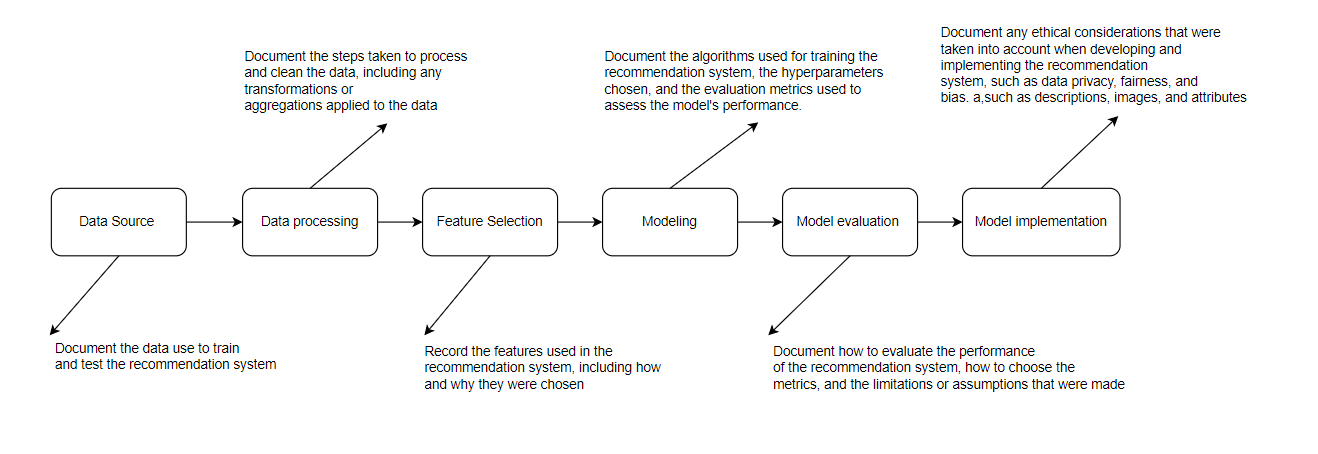 Document any ethical considerations that were
taken into account when developing and
implementing the recommendation
system, such as data privacy, fairness, and
bias. a,such as descriptions, images, and attributes
Document the steps taken to process
and clean the data, including any
transformations or
aggregations applied to the data
Document the algorithms used for training the
recommendation system, the hyperparameters
chosen, and the evaluation metrics used to
assess the model's performance.
Data Source
Data processing
Feature Selection
Modeling
Model evaluation
Model implementation
Document the data use to train
and test the recommendation system
Record the features used in the
recommendation system, including how
and why they were chosen
Document how to evaluate the performance
of the recommendation system, how to choose the
metrics, and the limitations or assumptions that were made